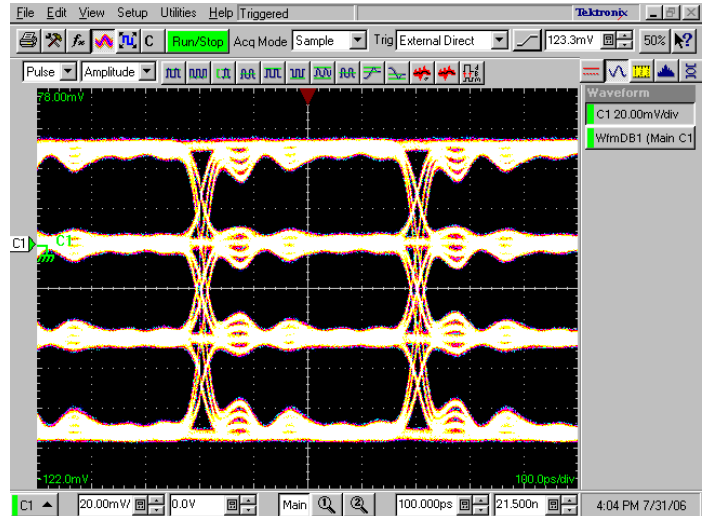 File Edit View Setup Utilities Help Triggered Tektronix
C Run/Stop Acq Mode Sample Trig External Direct 123.3mV 50%
Pulse Amplitude
78.00mV
Waveform
C1 20.00mV/div
WfmDB1 (Main C1
C1 C1
-122.0mV 100.0ps/div
C1 20.00mV/ 0.0V Main 1 2 100.000ps 21.500n 4:04 PM 7/31/06